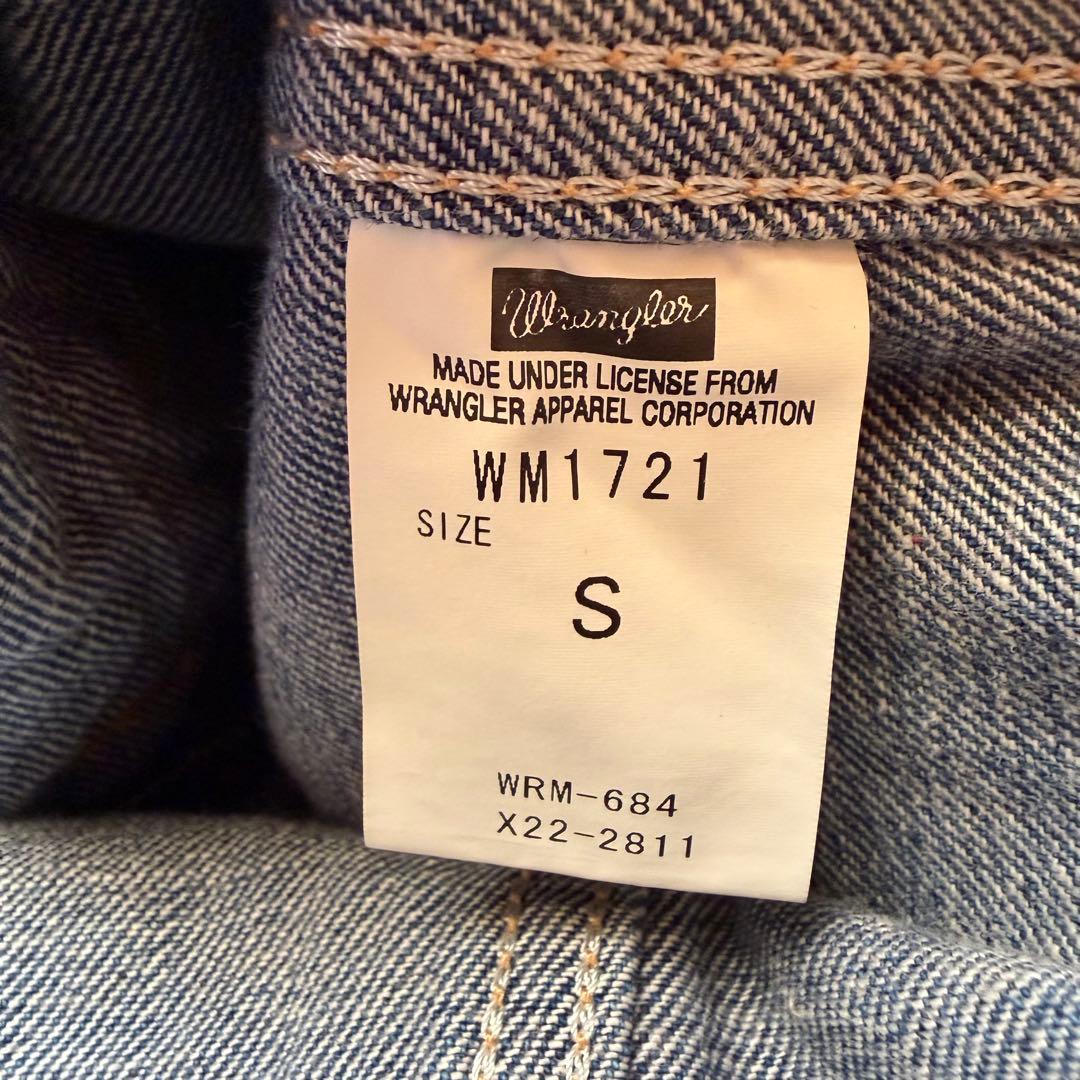 Wrangler
MADE UNDER LICENSE FROM
WRANGLER APPAREL CORPORATION
WM1721
SIZE
S
WRM-684
X22-2811